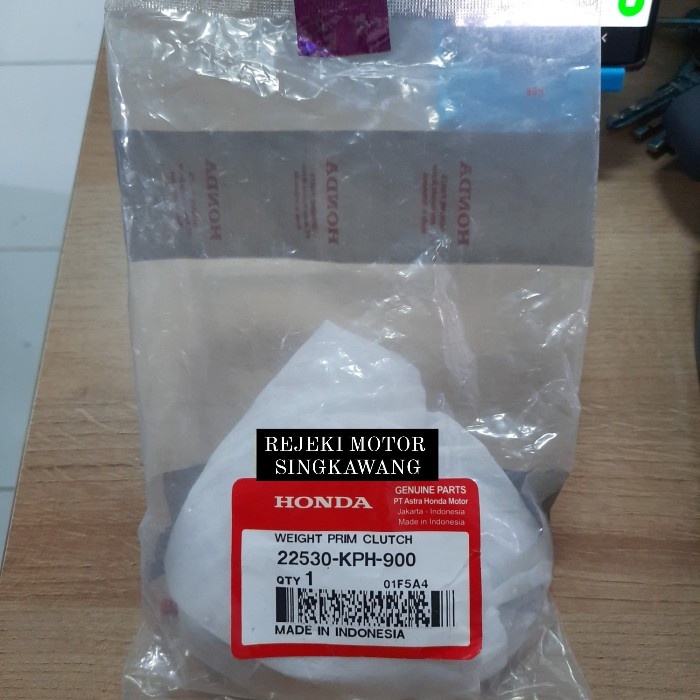 HONDA
HONDA
HONDA
REJEKI MOTOR
SINGKAWANG
HONDA
GENUINE PARTS
PT Astra Honda Motor
Jakarta - Indonesia
Made in Indonesia
WEIGHT PRIM CLUTCH
22530-KPH-900
QTY 1
01F5A4
MADE IN INDONESIA